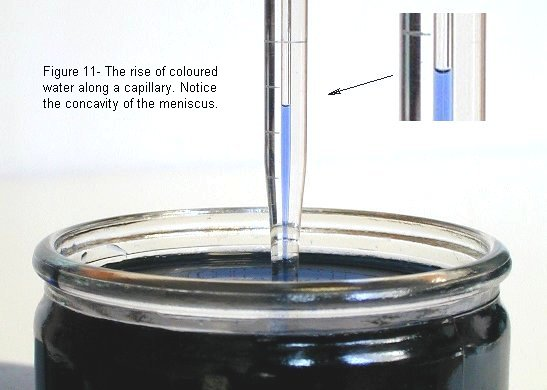 Figure 11- The rise of coloured
water along a capillary. Notice
the concavity of the meniscus.